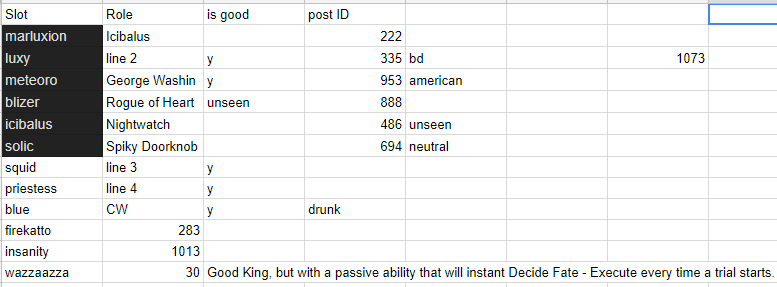 Slot Role is good post ID
marluxion Icibalus 222
luxy line 2 y 335 bd 1073
meteoro George Washin y 953 american
blizer Rogue of Heart unseen 888
icibalus Nightwatch 486 unseen
solic Spiky Doorknob 694 neutral
squid line 3 y
priestess line 4 y
blue CW y drunk
firekatto 283
insanity 1013
wazzaazza 30 Good King, but with a passive ability that will instant Decide Fate - Execute every time a trial starts.